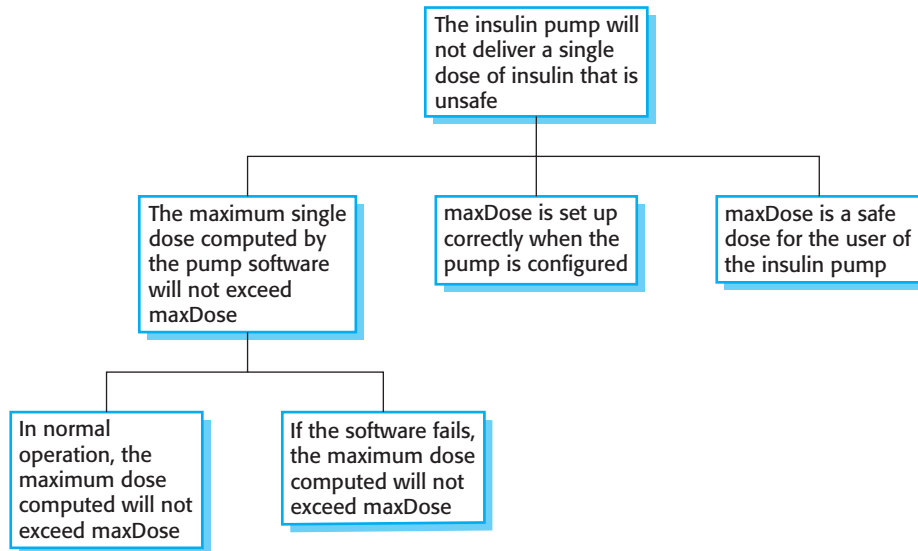 The insulin pump will
not deliver a single
dose of insulin that is
unsafe
The maximum single
dose computed by
the pump software
will not exceed
maxDose
maxDose is set up
correctly when the
pump is configured
maxDose is a safe
dose for the user of
the insulin pump
In normal
operation, the
maximum dose
computed will not
exceed maxDose
If the software fails,
the maximum dose
computed will not
exceed maxDose